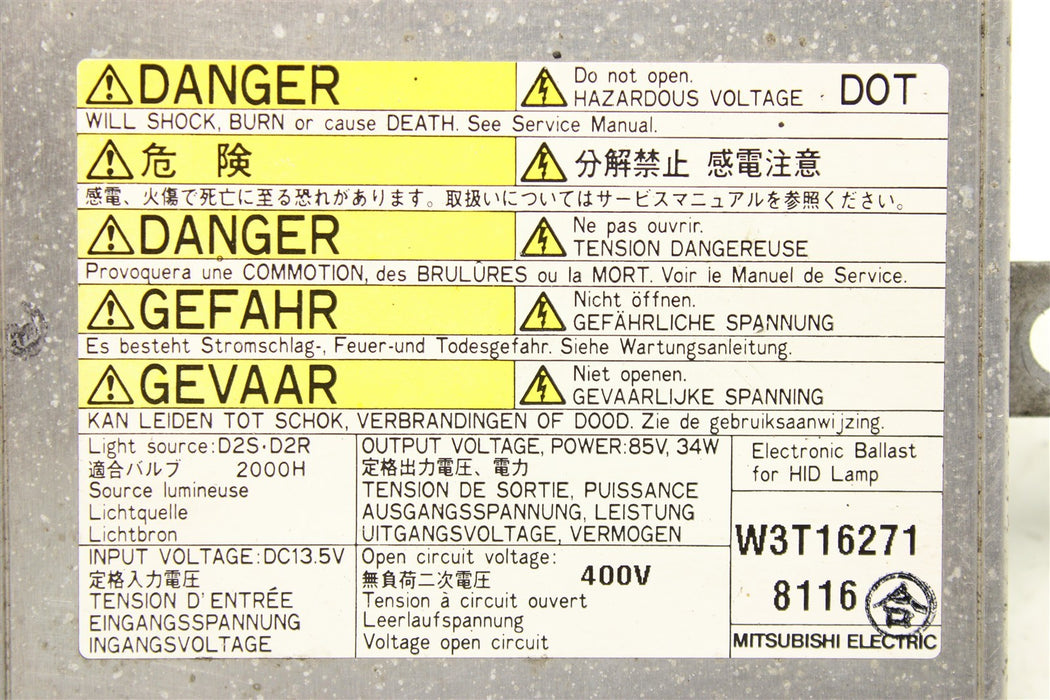 DANGER
Do not open.
HAZARDOUS VOLTAGE
DOT
WILL SHOCK, BURN or cause DEATH. See Service Manual.
危 険
分解禁止 感電注意
感電、火傷で死亡に至る恐れがあります。取扱いについてはサービスマニュアルを参照ください。
DANGER
Ne pas ouvrir.
TENSION DANGEREUSE
Provoquera une COMMOTION, des BRULÛRES ou la MORT. Voir le Manuel de Service.
GEFAHR
Nicht öffnen.
GEFÄHRLICHE SPANNUNG
Es besteht Stromschlag-, Feuer-und Todesgefahr. Siehe Wartungsanleitung.
GEVAAR
Niet openen.
GEVAARLIJKE SPANNING
KAN LEIDEN TOT SCHOK, VERBRANDINGEN OF DOOD. Zie de gebruiksaanwijzing.
Light source:D2S·D2R
適合バルブ 2000H
Source lumineuse
Lichtquelle
Lichtbron
OUTPUT VOLTAGE, POWER:85V, 34W
定格出力電圧、電力
TENSION DE SORTIE, PUISSANCE
AUSGANGSSPANNUNG, LEISTUNG
UITGANGSVOLTAGE, VERMOGEN
Electronic Ballast
for HID Lamp
INPUT VOLTAGE:DC13.5V
定格入力電圧
TENSION D'ENTRÉE
EINGANGSSPANNUNG
INGANGSVOLTAGE
Open circuit voltage:
無負荷二次電圧 400V
Tension à circuit ouvert
Leerlaufspannung
Voltage open circuit
W3T16271
8116
合
MITSUBISHI ELECTRIC